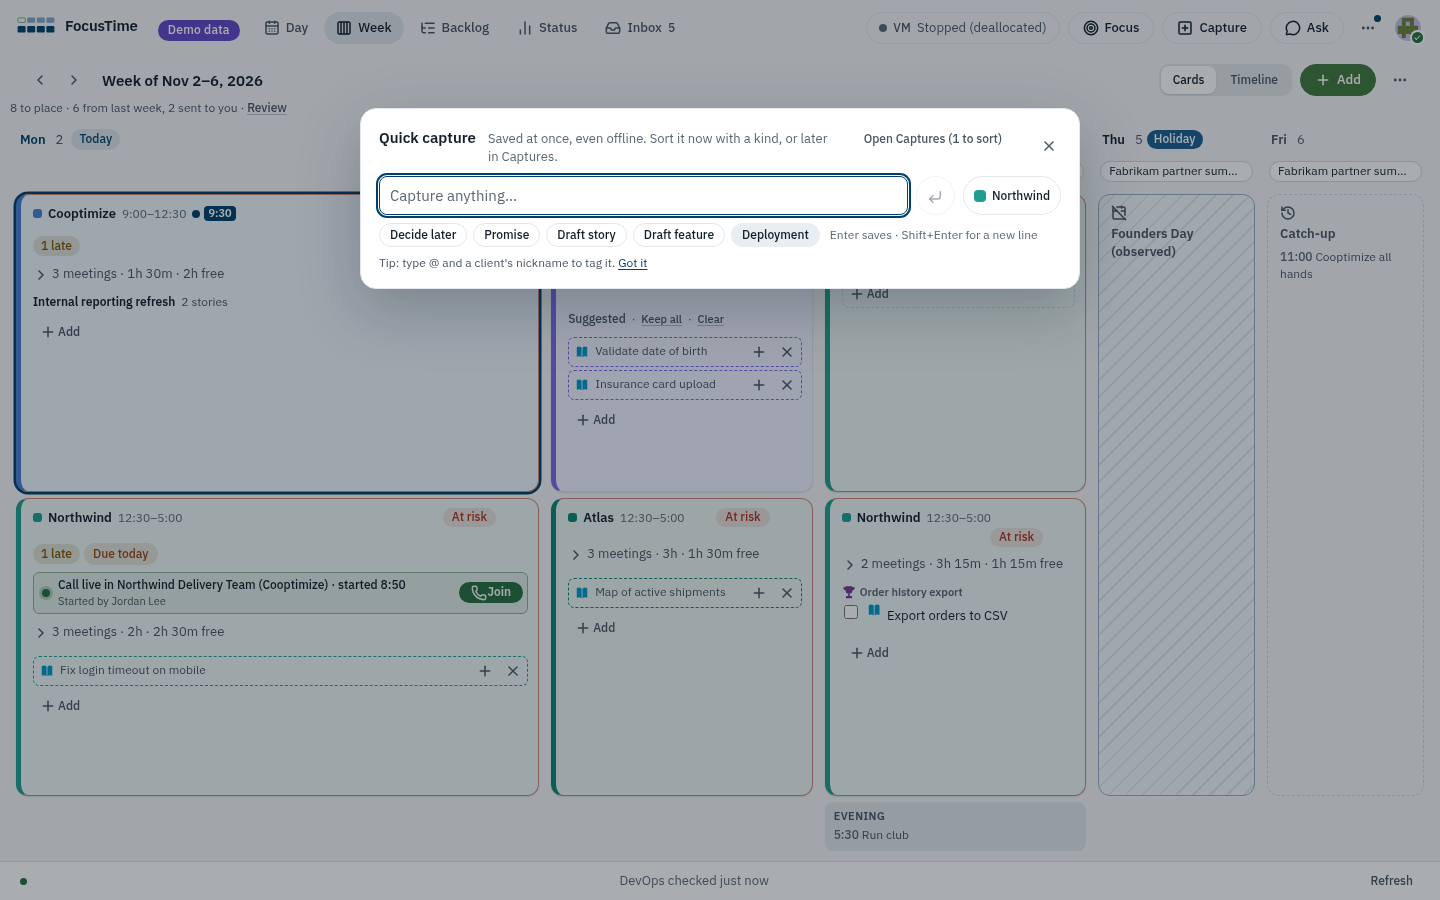 FocusTime
Demo data
Day
Week
Backlog
Status
Inbox 5
VM Stopped (deallocated)
Focus
Capture
Ask
Week of Nov 2–6, 2026
Cards
Timeline
Add
8 to place · 6 from last week, 2 sent to you · Review
Mon 2 Today
Thu 5 Holiday
Fri 6
Fabrikam partner sum...
Fabrikam partner sum...
Quick capture
Saved at once, even offline. Sort it now with a kind, or later
in Captures.
Open Captures (1 to sort)
Capture anything...
Northwind
Decide later
Promise
Draft story
Draft feature
Deployment
Enter saves · Shift+Enter for a new line
Tip: type @ and a client's nickname to tag it. Got it
Cooptimize 9:00–12:30 9:30
1 late
3 meetings · 1h 30m · 2h free
Internal reporting refresh 2 stories
Add
Suggested · Keep all · Clear
Validate date of birth
Insurance card upload
Add
Add
Founders Day
(observed)
Catch-up
11:00 Cooptimize all
hands
Northwind 12:30–5:00
At risk
1 late
Due today
Call live in Northwind Delivery Team (Cooptimize) · started 8:50
Started by Jordan Lee
Join
3 meetings · 2h · 2h 30m free
Fix login timeout on mobile
Add
Atlas 12:30–5:00
At risk
3 meetings · 3h · 1h 30m free
Map of active shipments
Add
Northwind 12:30–5:00
At risk
2 meetings · 3h 15m · 1h 15m free
Order history export
Export orders to CSV
Add
EVENING
5:30 Run club
DevOps checked just now
Refresh